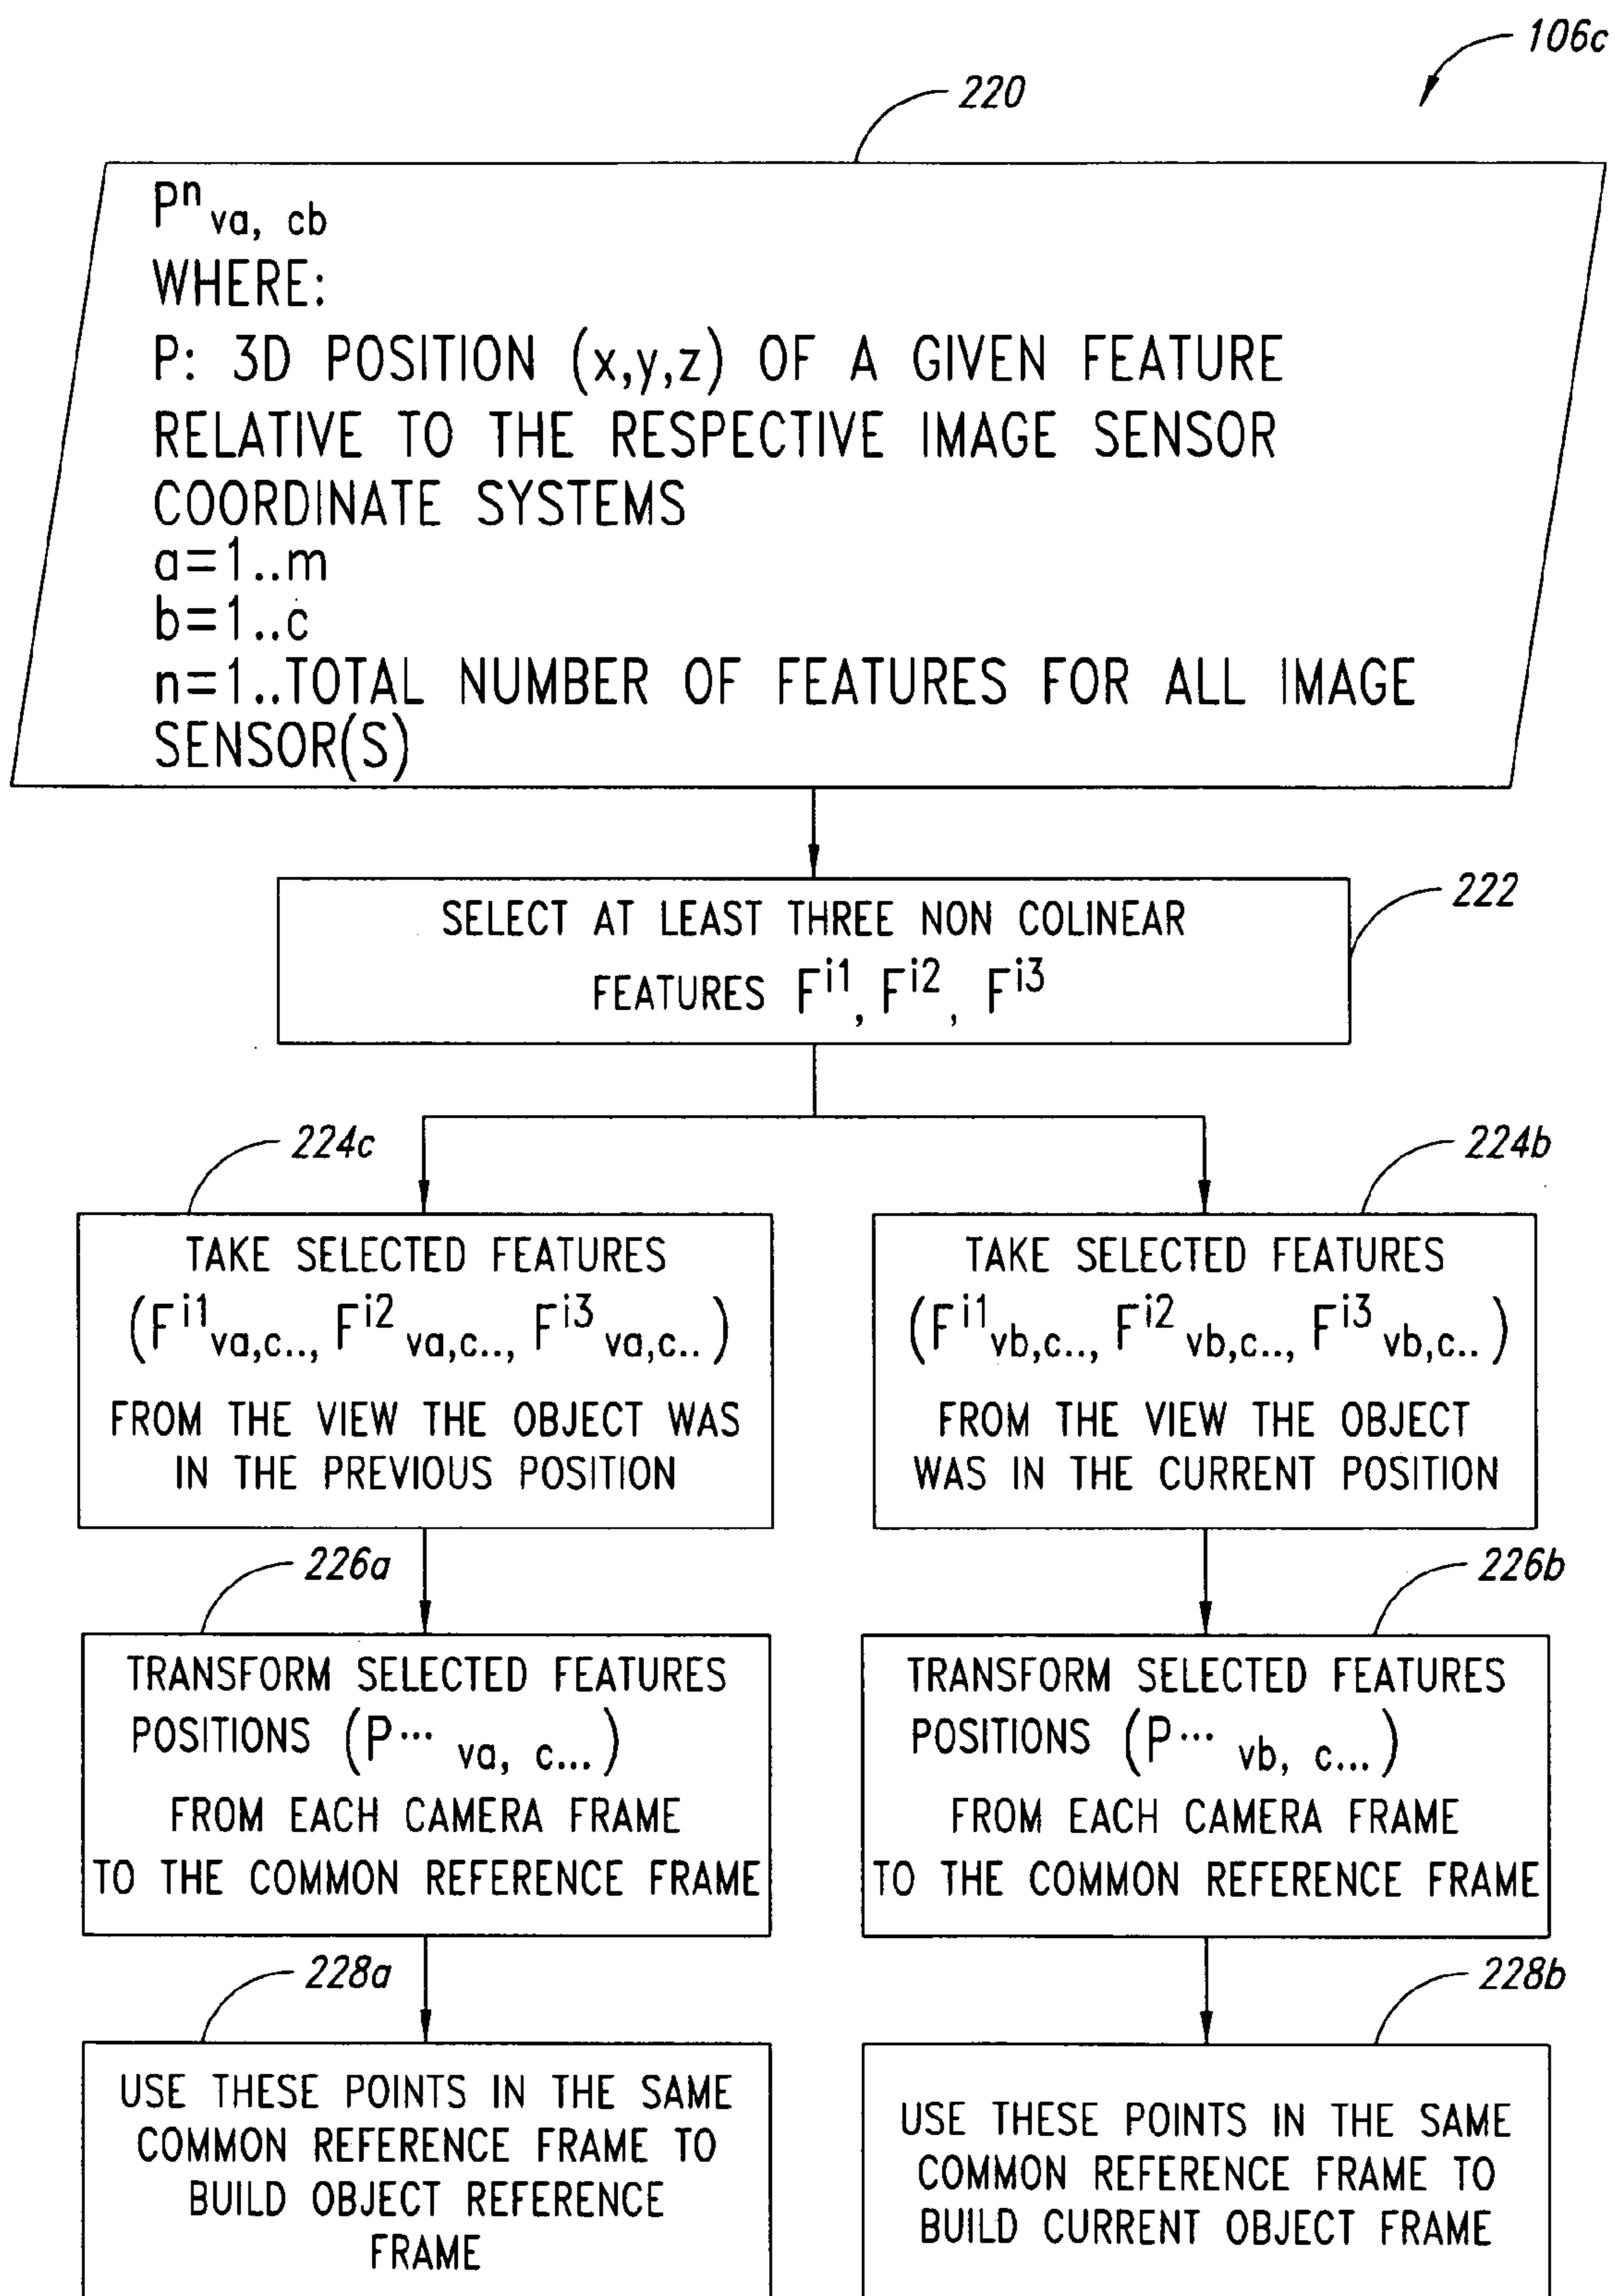 106c
220
Pⁿ va, cb
WHERE:
P: 3D POSITION (x,y,z) OF A GIVEN FEATURE
RELATIVE TO THE RESPECTIVE IMAGE SENSOR
COORDINATE SYSTEMS
a=1..m
b=1..c
n=1..TOTAL NUMBER OF FEATURES FOR ALL IMAGE
SENSOR(S)
222
SELECT AT LEAST THREE NON COLINEAR
FEATURES F^i1, F^i2, F^i3
224c
TAKE SELECTED FEATURES
(F^i1 va,c.., F^i2 va,c.., F^i3 va,c.. )
FROM THE VIEW THE OBJECT WAS
IN THE PREVIOUS POSITION
224b
TAKE SELECTED FEATURES
(F^i1 vb,c.., F^i2 vb,c.., F^i3 vb,c.. )
FROM THE VIEW THE OBJECT
WAS IN THE CURRENT POSITION
226a
TRANSFORM SELECTED FEATURES
POSITIONS (P... va, c...)
FROM EACH CAMERA FRAME
TO THE COMMON REFERENCE FRAME
226b
TRANSFORM SELECTED FEATURES
POSITIONS (P... vb, c...)
FROM EACH CAMERA FRAME
TO THE COMMON REFERENCE FRAME
228a
USE THESE POINTS IN THE SAME
COMMON REFERENCE FRAME TO
BUILD OBJECT REFERENCE
FRAME
228b
USE THESE POINTS IN THE SAME
COMMON REFERENCE FRAME TO
BUILD CURRENT OBJECT FRAME